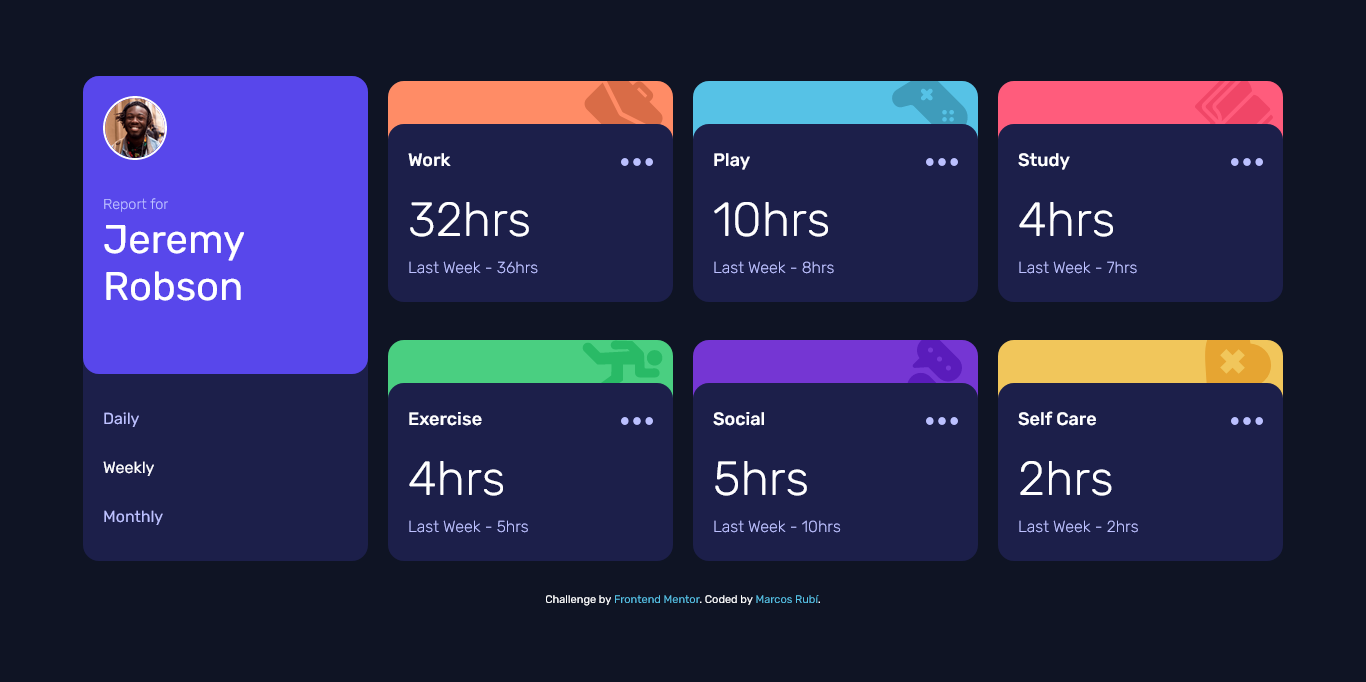 Report for
Jeremy
Robson
Daily
Weekly
Monthly
Work
32hrs
Last Week - 36hrs
Play
10hrs
Last Week - 8hrs
Study
4hrs
Last Week - 7hrs
Exercise
4hrs
Last Week - 5hrs
Social
5hrs
Last Week - 10hrs
Self Care
2hrs
Last Week - 2hrs
Challenge by Frontend Mentor. Coded by Marcos Rubí.